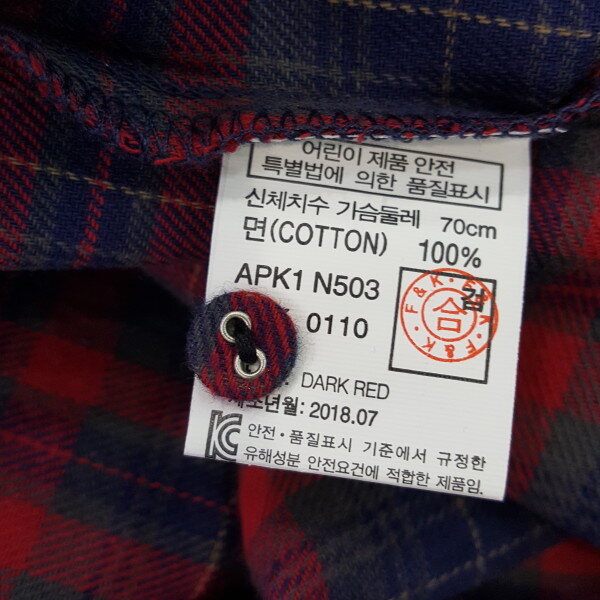 어린이 제품 안전
특별법에 의한 품질표시
신체치수 가슴둘레 70cm
면(COTTON) 100%
APK1 N503
0110
검
합
F&K · F&K · F&K
DARK RED
제조년월: 2018.07
KC 안전 · 품질표시 기준에서 규정한
유해성분 안전요건에 적합한 제품임.